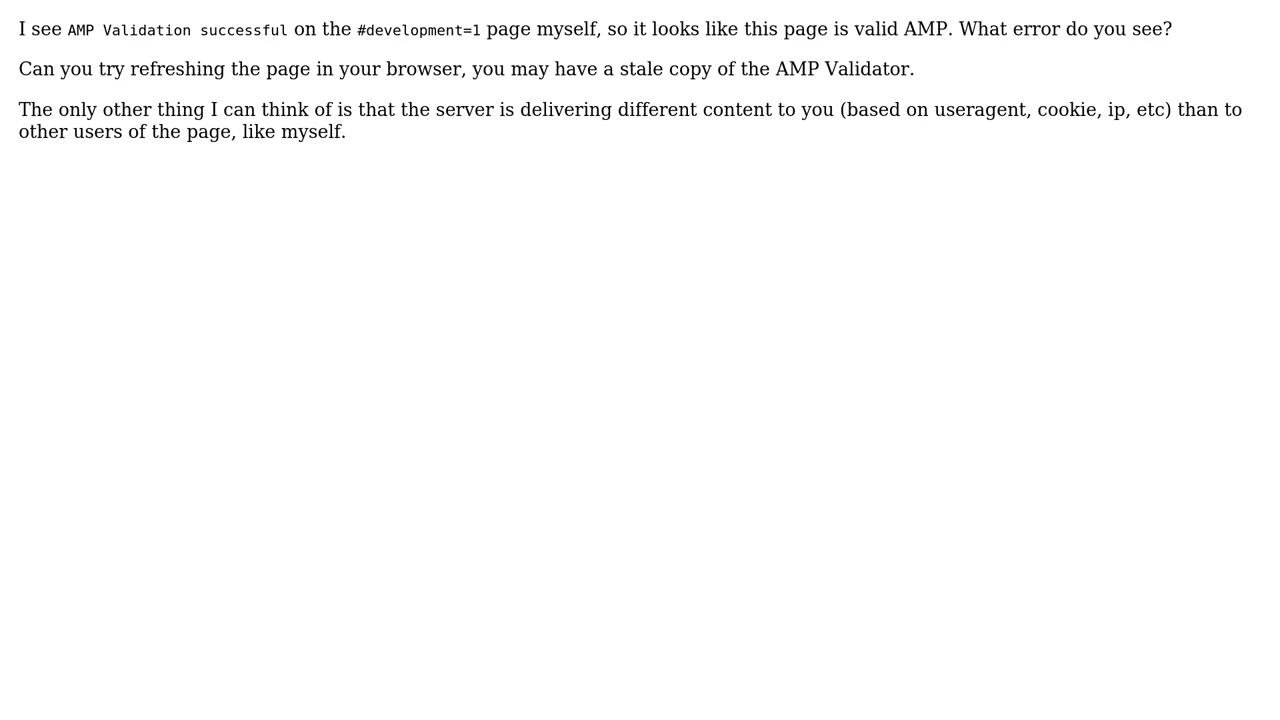 I see AMP Validation successful on the #development=1 page myself, so it looks like this page is valid AMP. What error do you see?
Can you try refreshing the page in your browser, you may have a stale copy of the AMP Validator.
The only other thing I can think of is that the server is delivering different content to you (based on useragent, cookie, ip, etc) than to
other users of the page, like myself.